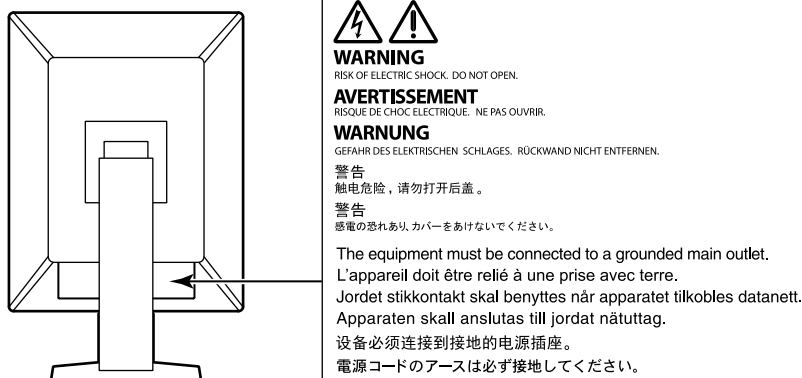 WARNING
RISK OF ELECTRIC SHOCK. DO NOT OPEN.
AVERTISSEMENT
RISQUE DE CHOC ELECTRIQUE. NE PAS OUVRIR.
WARNUNG
GEFAHR DES ELEKTRISCHEN SCHLAGES. RÜCKWAND NICHT ENTFERNEN.
警告
触电危险，请勿打开后盖。
警告
感電の恐れあり、カバーをあけないでください。
The equipment must be connected to a grounded main outlet.
L'appareil doit être relié à une prise avec terre.
Jordet stikkontakt skal benyttes når apparatet tilkobles datanett.
Apparaten skall anslutas till jordat nätuttag.
设备必须连接到接地的电源插座。
電源コードのアースは必ず接地してください。